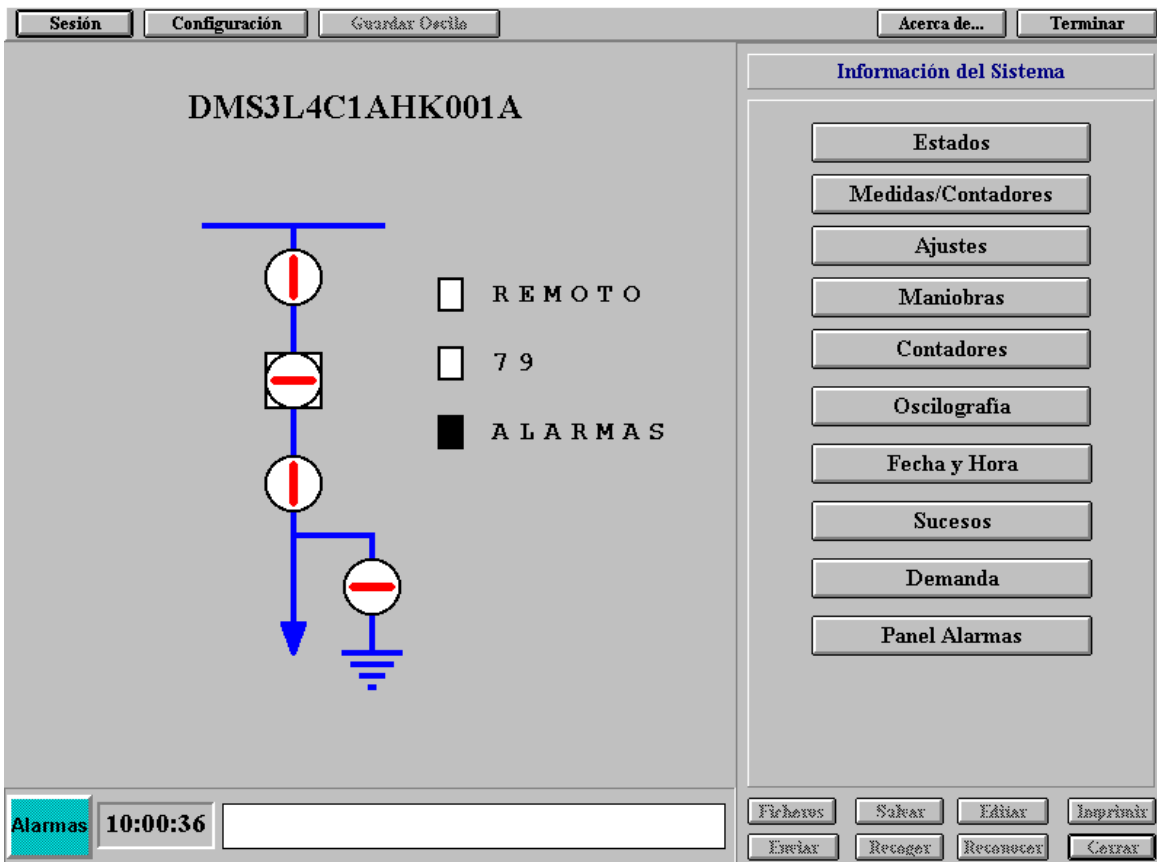 Sesión Configuración Guardar Oscilo Acerca de... Terminar
Información del Sistema
DMS3L4C1AHK001A
Estados
Medidas/Contadores
Ajustes
Maniobras
Contadores
Oscilografía
Fecha y Hora
Sucesos
Demanda
Panel Alarmas
REMOTO
79
ALARMAS
Alarmas 10:00:36
Ficheros Salvar Editar Imprimir
Enviar Recoger Reconocer Cerrar